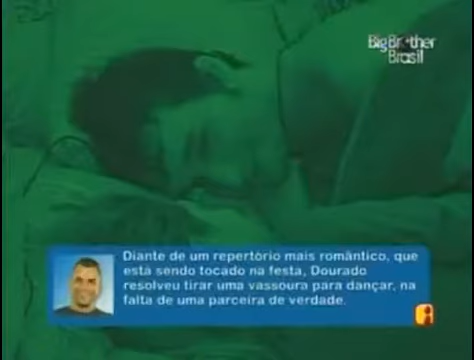 Big Brother
Brasil
Diante de um repertório mais romântico, que
está sendo tocado na festa, Dourado
resolveu tirar uma vassoura para dançar, na
falta de uma parceira de verdade.
i